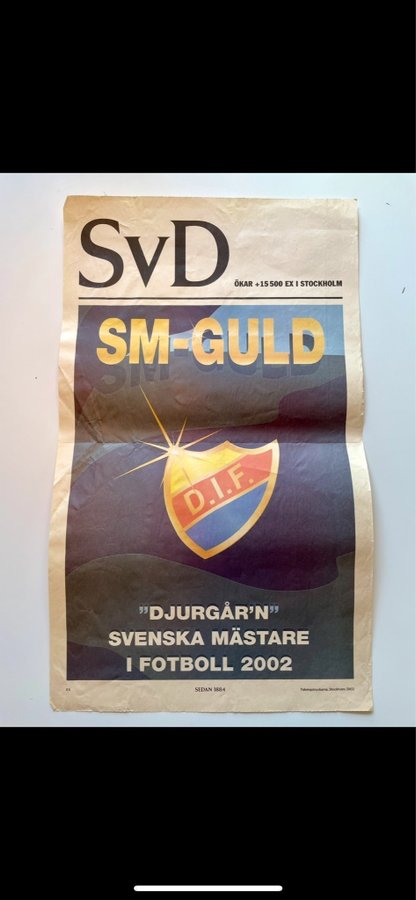 SvD
ÖKAR +15 500 EX I STOCKHOLM
SM-GULD
D.I.F.
"DJURGÅR'N"
SVENSKA MÄSTARE
I FOTBOLL 2002
SEDAN 1884